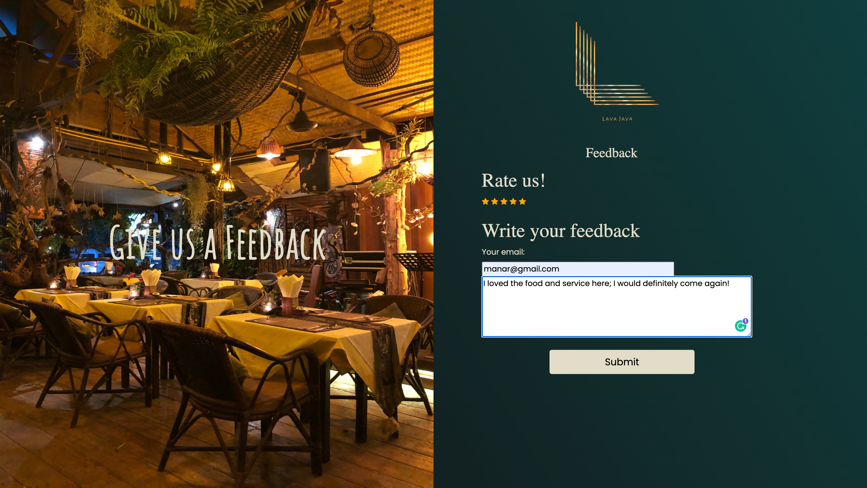 Give us a Feedback
LAVA JAVA
Feedback
Rate us!
Write your feedback
Your email:
manar@gmail.com
I loved the food and service here; I would definitely come again!
1
Submit